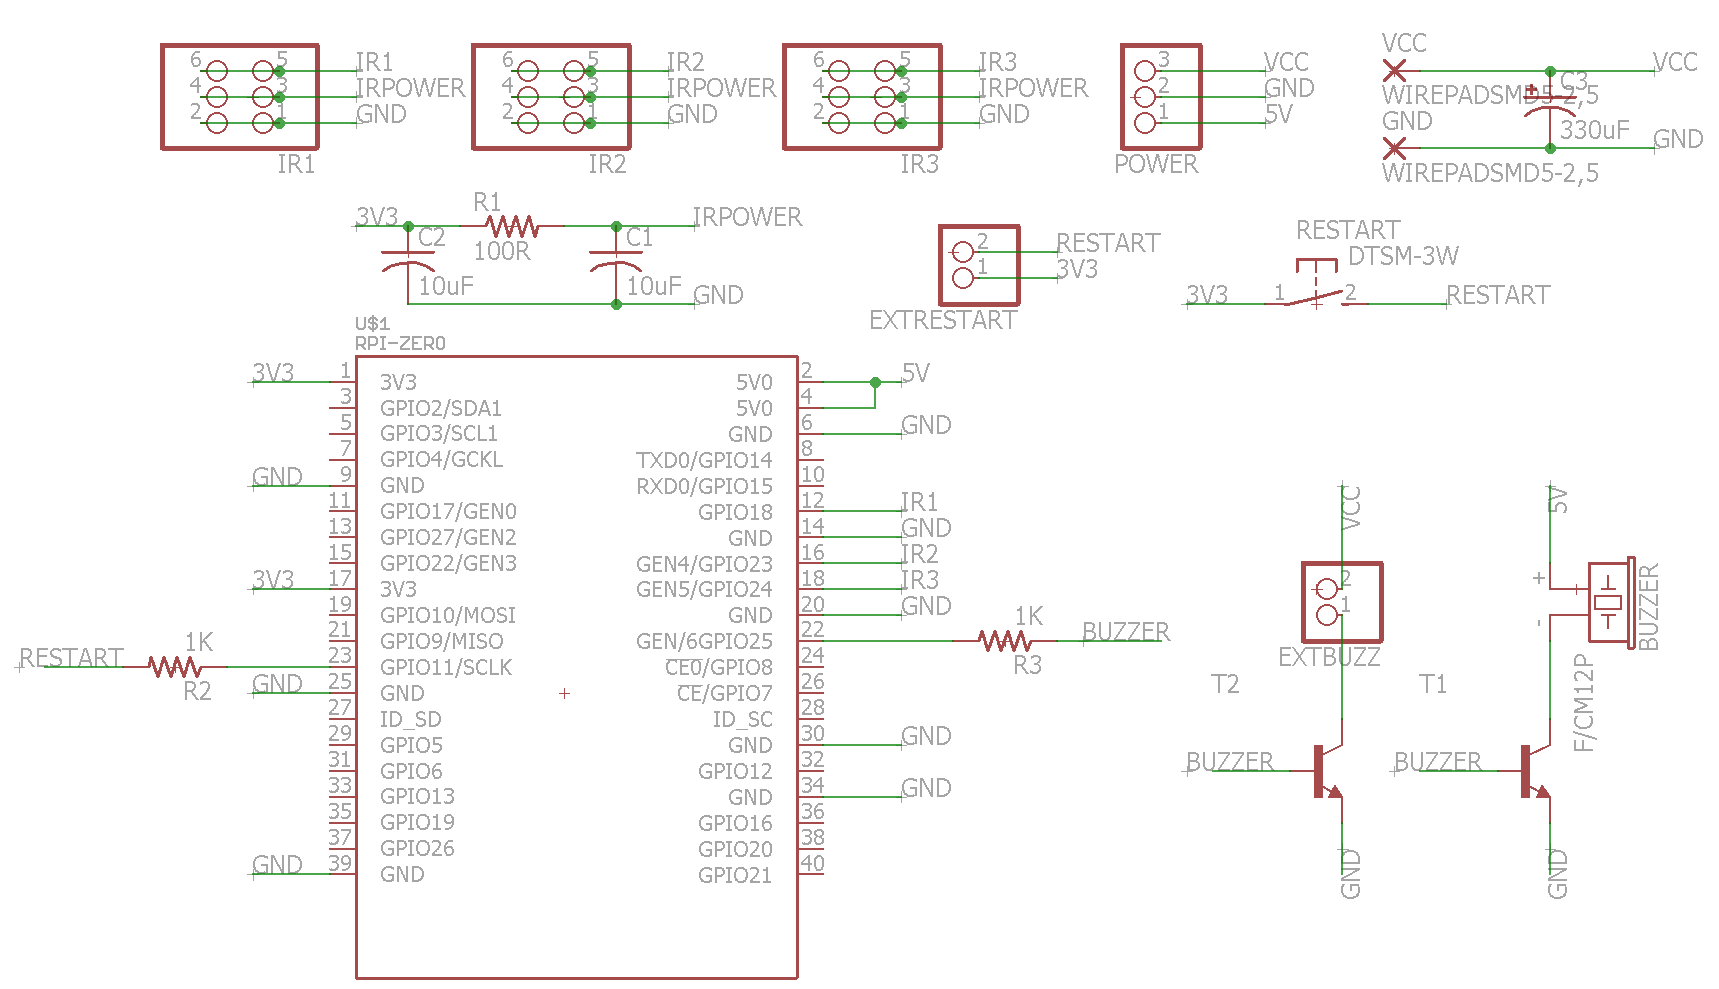 6 5 IR1
4 3 IRPOWER
2 1 GND
IR1
6 5 IR2
4 3 IRPOWER
2 1 GND
IR2
6 5 IR3
4 3 IRPOWER
2 1 GND
IR3
3 VCC
2 GND
1 5V
POWER
VCC
WIREPADSMD5-2,5
GND
WIREPADSMD5-2,5
VCC
C3
+
330uF
GND
3V3
R1
100R
IRPOWER
C2
10uF
C1
10uF
GND
2 RESTART
1 3V3
EXTRESTART
RESTART
DTSM-3W
3V3 1 2 RESTART
U$1
RPI-ZERO
3V3 1 3V3 5V0 2 5V
3 GPIO2/SDA1 5V0 4
5 GPIO3/SCL1 GND 6 GND
7 GPIO4/GCKL TXD0/GPIO14 8
GND 9 GND RXD0/GPIO15 10
11 GPIO17/GEN0 GPIO18 12 IR1
13 GPIO27/GEN2 GND 14 GND
15 GPIO22/GEN3 GEN4/GPIO23 16 IR2
3V3 17 3V3 GEN5/GPIO24 18 IR3
19 GPIO10/MOSI GND 20 GND
21 GPIO9/MISO GEN/6GPIO25 22 1K R3 BUZZER
RESTART 1K R2 23 GPIO11/SCLK CE0/GPIO8 24
GND 25 GND CE/GPIO7 26
27 ID_SD ID_SC 28
29 GPIO5 GND 30 GND
31 GPIO6 GPIO12 32
33 GPIO13 GND 34 GND
35 GPIO19 GPIO16 36
37 GPIO26 GPIO20 38
GND 39 GND GPIO21 40
VCC
2
1
EXTBUZZ
T2
BUZZER
GND
5V
+
-
BUZZER
F/CM12P
T1
BUZZER
GND